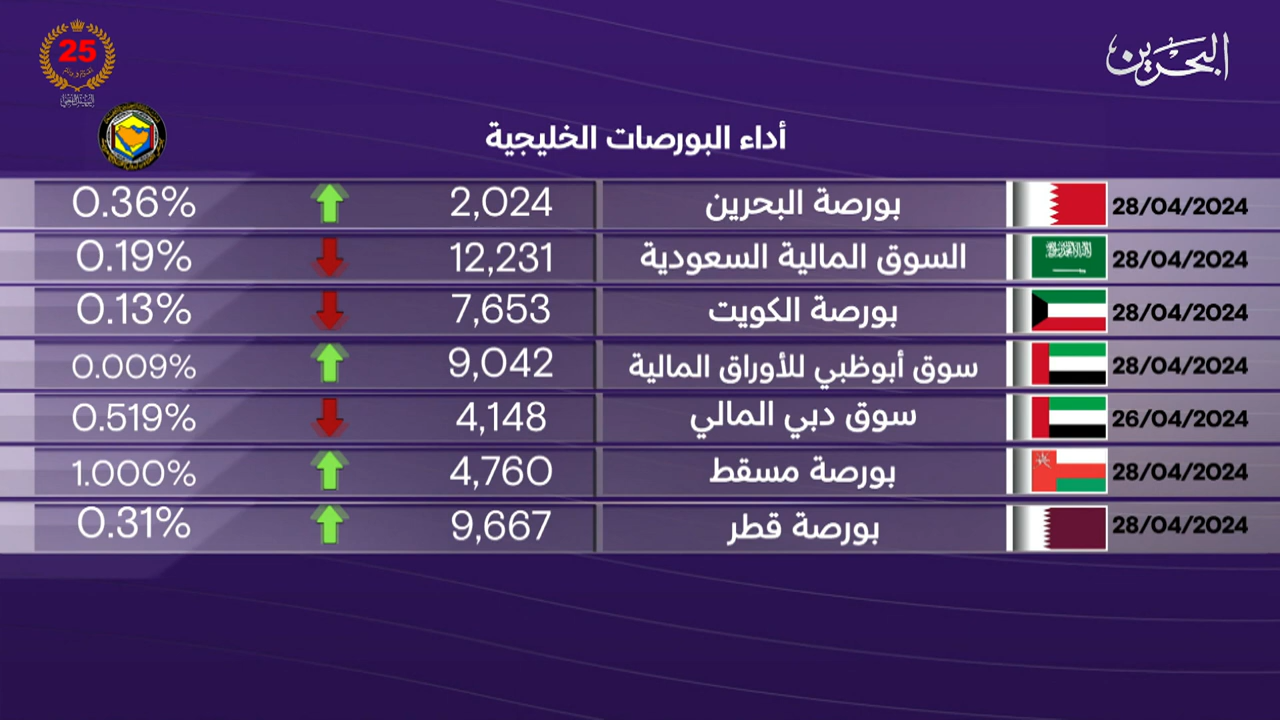 البحرين
25
أداء البورصات الخليجية
28/04/2024 بورصة البحرين 2,024 0.36%
28/04/2024 السوق المالية السعودية 12,231 0.19%
28/04/2024 بورصة الكويت 7,653 0.13%
28/04/2024 سوق أبوظبي للأوراق المالية 9,042 0.009%
26/04/2024 سوق دبي المالي 4,148 0.519%
28/04/2024 بورصة مسقط 4,760 1.000%
28/04/2024 بورصة قطر 9,667 0.31%